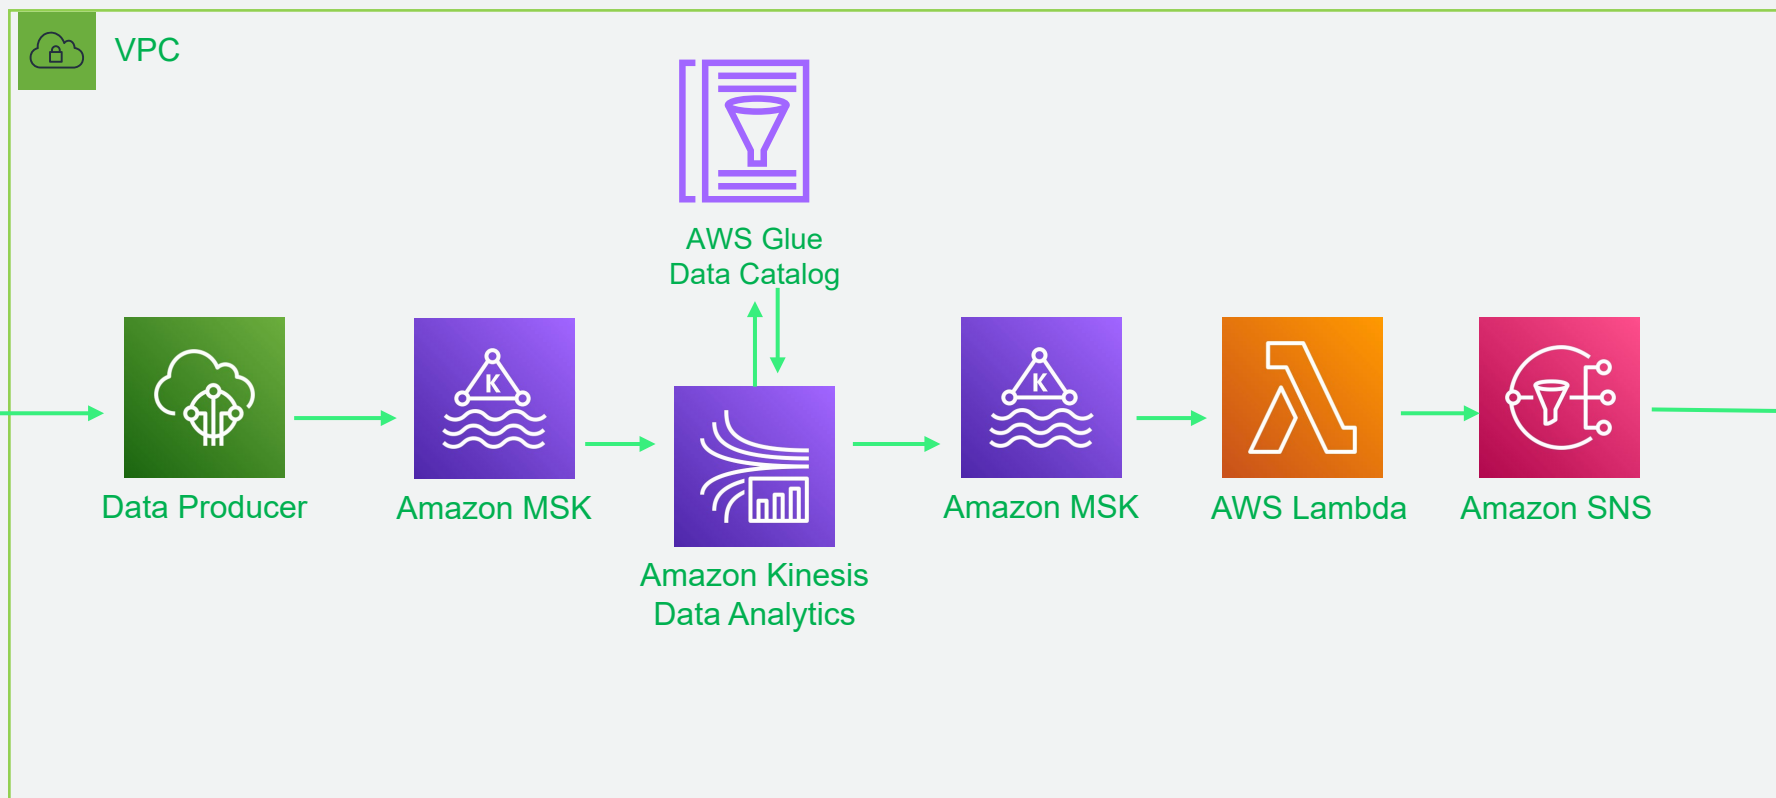 VPC
AWS Glue
Data Catalog
K
K
Data Producer
Amazon MSK
Amazon MSK
AWS Lambda
Amazon SNS
Amazon Kinesis
Data Analytics